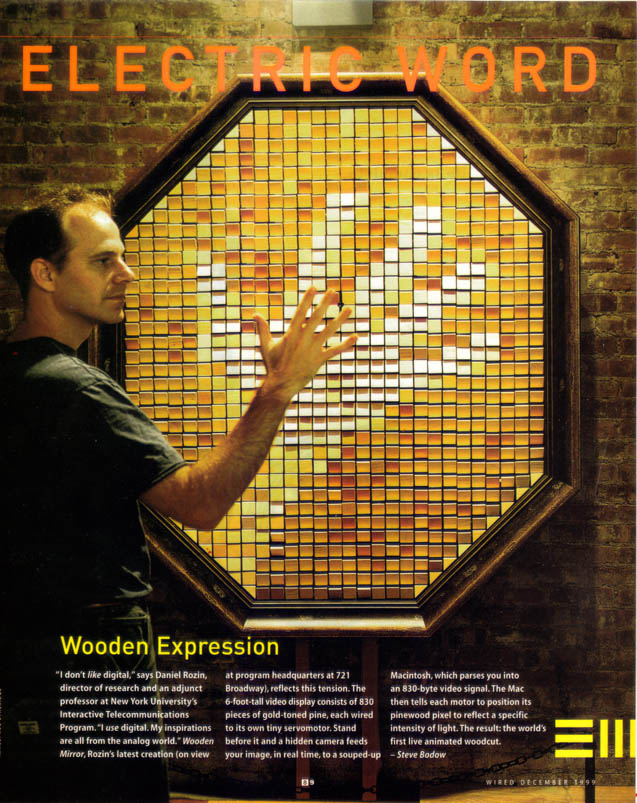 ELECTRIC WORD
Wooden Expression
"I don't like digital," says Daniel Rozin,
director of research and an adjunct
professor at New York University's
Interactive Telecommunications
Program. "I use digital. My inspirations
are all from the analog world." Wooden
Mirror, Rozin's latest creation (on view
at program headquarters at 721
Broadway), reflects this tension. The
6-foot-tall video display consists of 830
pieces of gold-toned pine, each wired
to its own tiny servomotor. Stand
before it and a hidden camera feeds
your image, in real time, to a souped-up
Macintosh, which parses you into
an 830-byte video signal. The Mac
then tells each motor to position its
pinewood pixel to reflect a specific
intensity of light. The result: the world's
first live animated woodcut.
– Steve Bodow
89
WIRED DECEMBER 1999